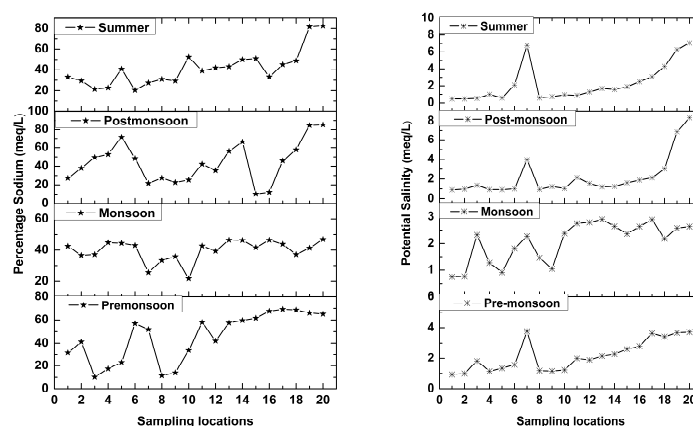 Percentage Sodium (meq/L)
80
60
40
20
Summer
100
80
60
40
20
0
Postmonsoon
60
40
20
Monsoon
80
60
40
20
0
Premonsoon
0 2 4 6 8 10 12 14 16 18 20
Sampling locations
Potential Salinity (meq/L)
10
8
6
4
2
0
Summer
8
6
4
2
0
Post-monsoon
3
2
1
Monsoon
6
4
2
0
Pre-monsoon
0 2 4 6 8 10 12 14 16 18 20
Sampling locations